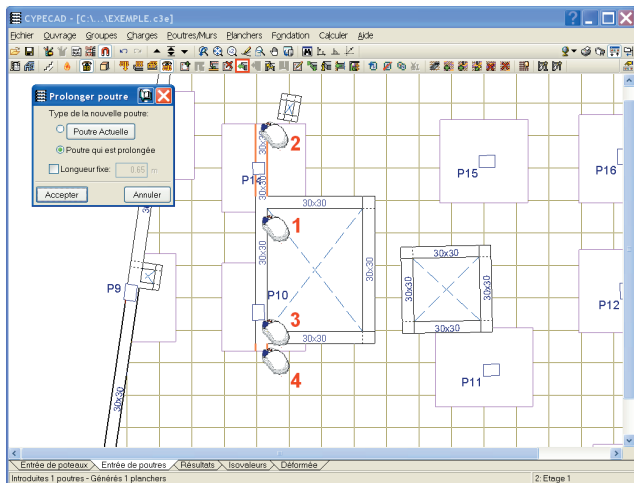 CYPECAD - [C:\...\EXEMPLE.c3e]
Fichier Ouvrage Groupes Charges Poutres/Murs Planchers Fondation Calculer Aide
Prolonger poutre
Type de la nouvelle poutre:
Poutre Actuelle
Poutre qui est prolongée
Longueur fixe: 0.65 m
Accepter Annuler
2
30x30
P14
30x30
P15
P16
30x30
1
30x30
30x30
30x30
30x30
30x30
P9
P10
30x30
P12
3
30x30
30x30
4
P11
30x30
Entrée de poteaux Entrée de poutres Résultats Isovaleurs Déformée
Introduites 1 poutres - Générés 1 planchers 2: Etage 1